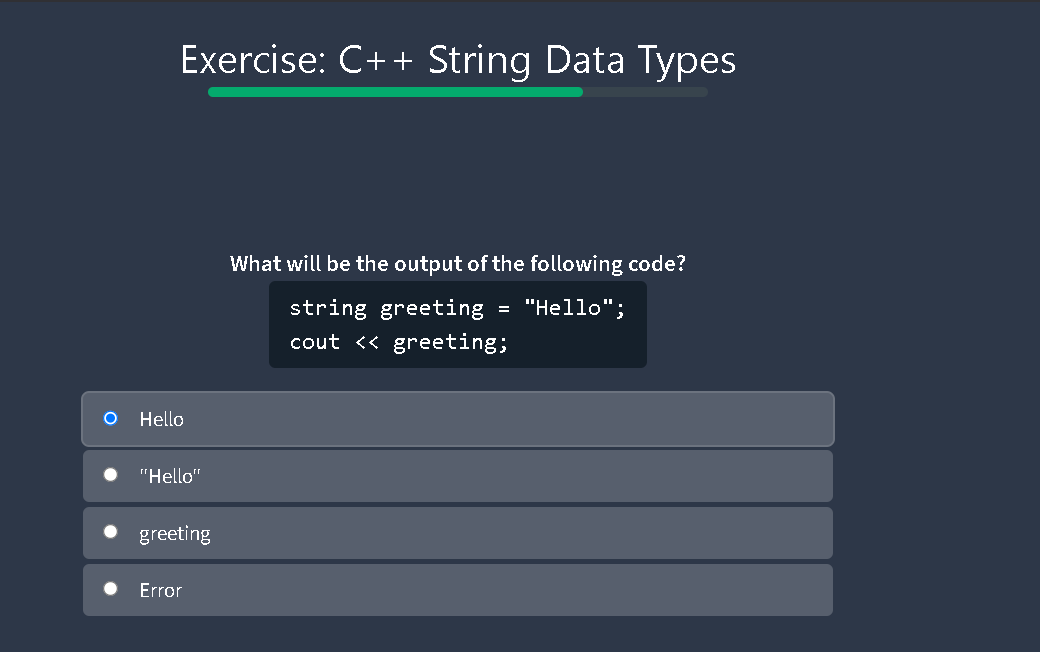 Exercise: C++ String Data Types
What will be the output of the following code?
string greeting = "Hello";
cout << greeting;
Hello
"Hello"
greeting
Error